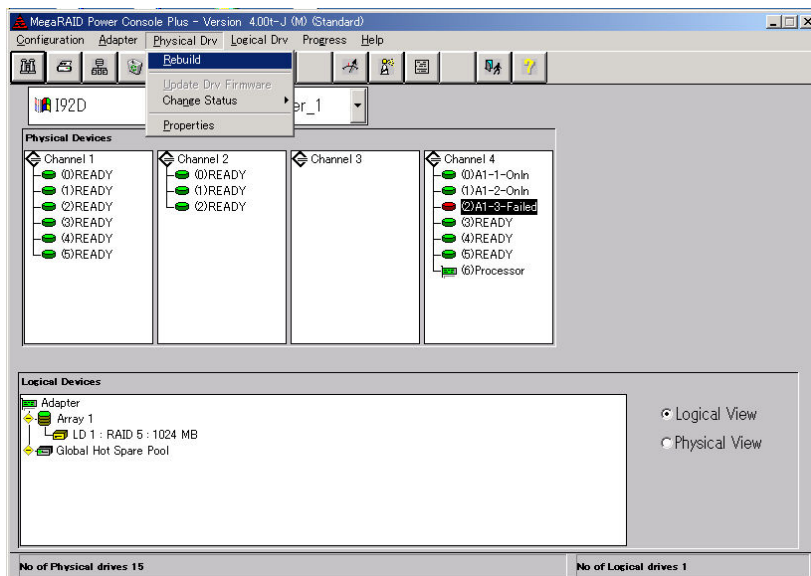 MegaRAID Power Console Plus - Version 4.00t-J (M) (Standard)
Configuration Adapter Physical Drv Logical Drv Progress Help
Rebuild
Update Drv Firmware
Change Status
Properties
I92D
er_1
Physical Devices
Channel 1
(0)READY
(1)READY
(2)READY
(3)READY
(4)READY
(5)READY
Channel 2
(0)READY
(1)READY
(2)READY
Channel 3
Channel 4
(0)A1-1-Onln
(1)A1-2-Onln
(2)A1-3-Failed
(3)READY
(4)READY
(5)READY
(6)Processor
Logical Devices
Adapter
Array 1
LD 1 : RAID 5 : 1024 MB
Global Hot Spare Pool
Logical View
Physical View
No of Physical drives 15
No of Logical drives 1